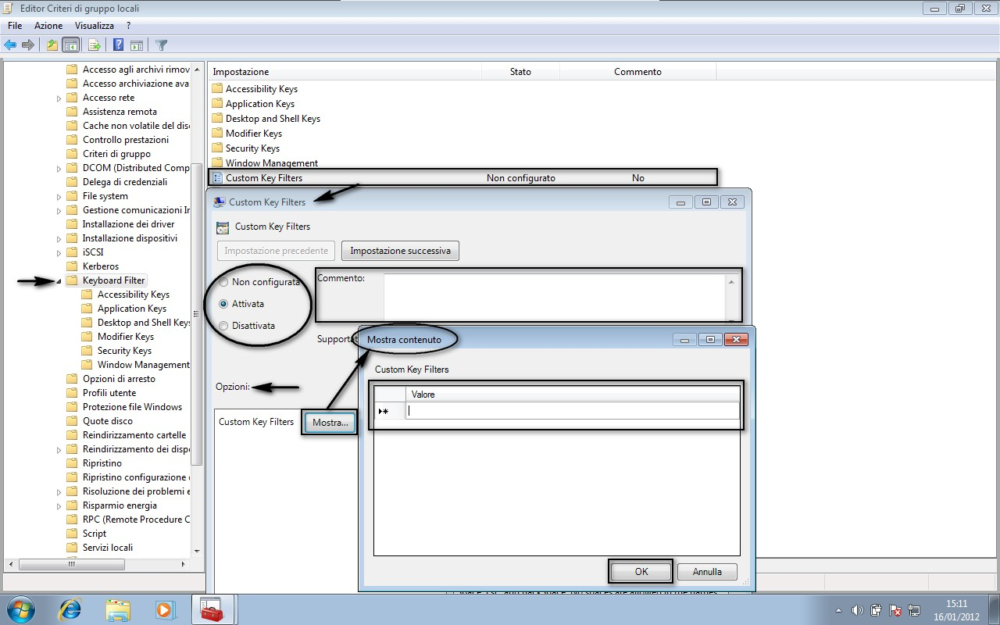 Editor Criteri di gruppo locali
File Azione Visualizza ?
Accesso agli archivi rimov
Accesso archiviazione ava
Accesso rete
Assistenza remota
Cache non volatile del dis
Controllo prestazioni
Criteri di gruppo
DCOM (Distributed Comp
Delega di credenziali
File system
Gestione comunicazioni In
Installazione dei driver
Installazione dispositivi
iSCSI
Kerberos
Keyboard Filter
Accessibility Keys
Application Keys
Desktop and Shell Keys
Modifier Keys
Security Keys
Window Management
Opzioni di arresto
Profili utente
Protezione file Windows
Quote disco
Reindirizzamento cartelle
Reindirizzamento dei dispo
Ripristino
Ripristino configurazione
Risoluzione dei problemi e
Risparmio energia
RPC (Remote Procedure C
Script
Servizi locali
Impostazione Stato Commento
Accessibility Keys
Application Keys
Desktop and Shell Keys
Modifier Keys
Security Keys
Window Management
Custom Key Filters Non configurato No
Custom Key Filters
Custom Key Filters
Impostazione precedente Impostazione successiva
Non configurata
Attivata
Disattivata
Commento:
Supportat
Opzioni:
Custom Key Filters Mostra...
Mostra contenuto
Custom Key Filters
Valore
OK Annulla
15:11
16/01/2012